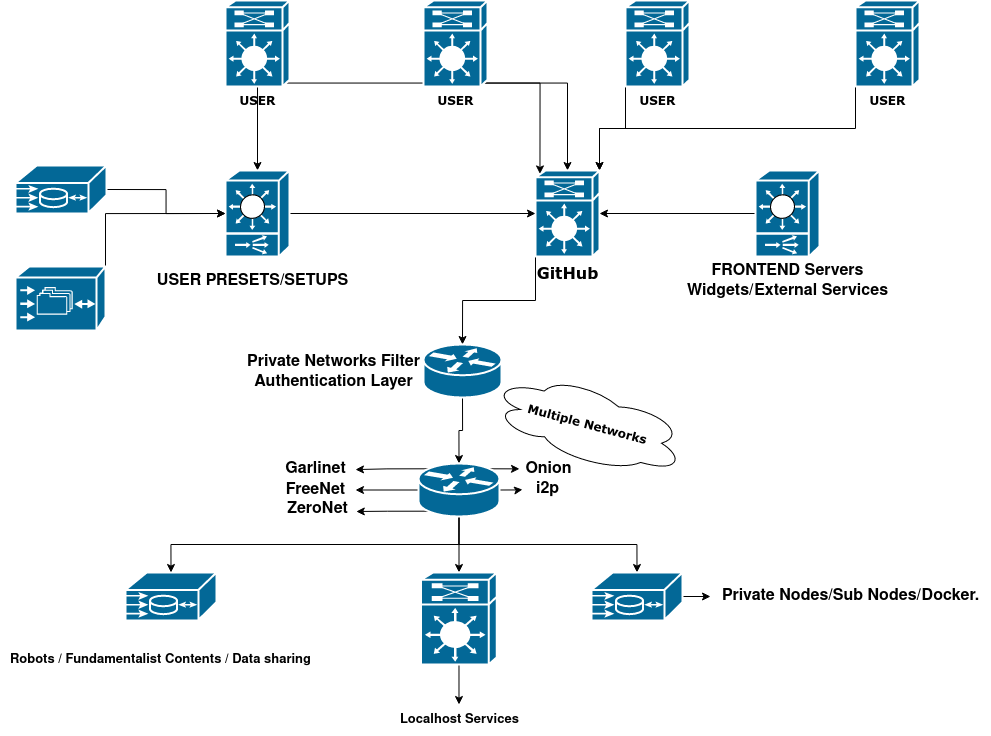 USER
USER
USER
USER
USER PRESETS/SETUPS
GitHub
FRONTEND Servers
Widgets/External Services
Private Networks Filter
Authentication Layer
Multiple Networks
Garlinet
FreeNet
ZeroNet
Onion
i2p
Private Nodes/Sub Nodes/Docker.
Robots / Fundamentalist Contents / Data sharing
Localhost Services